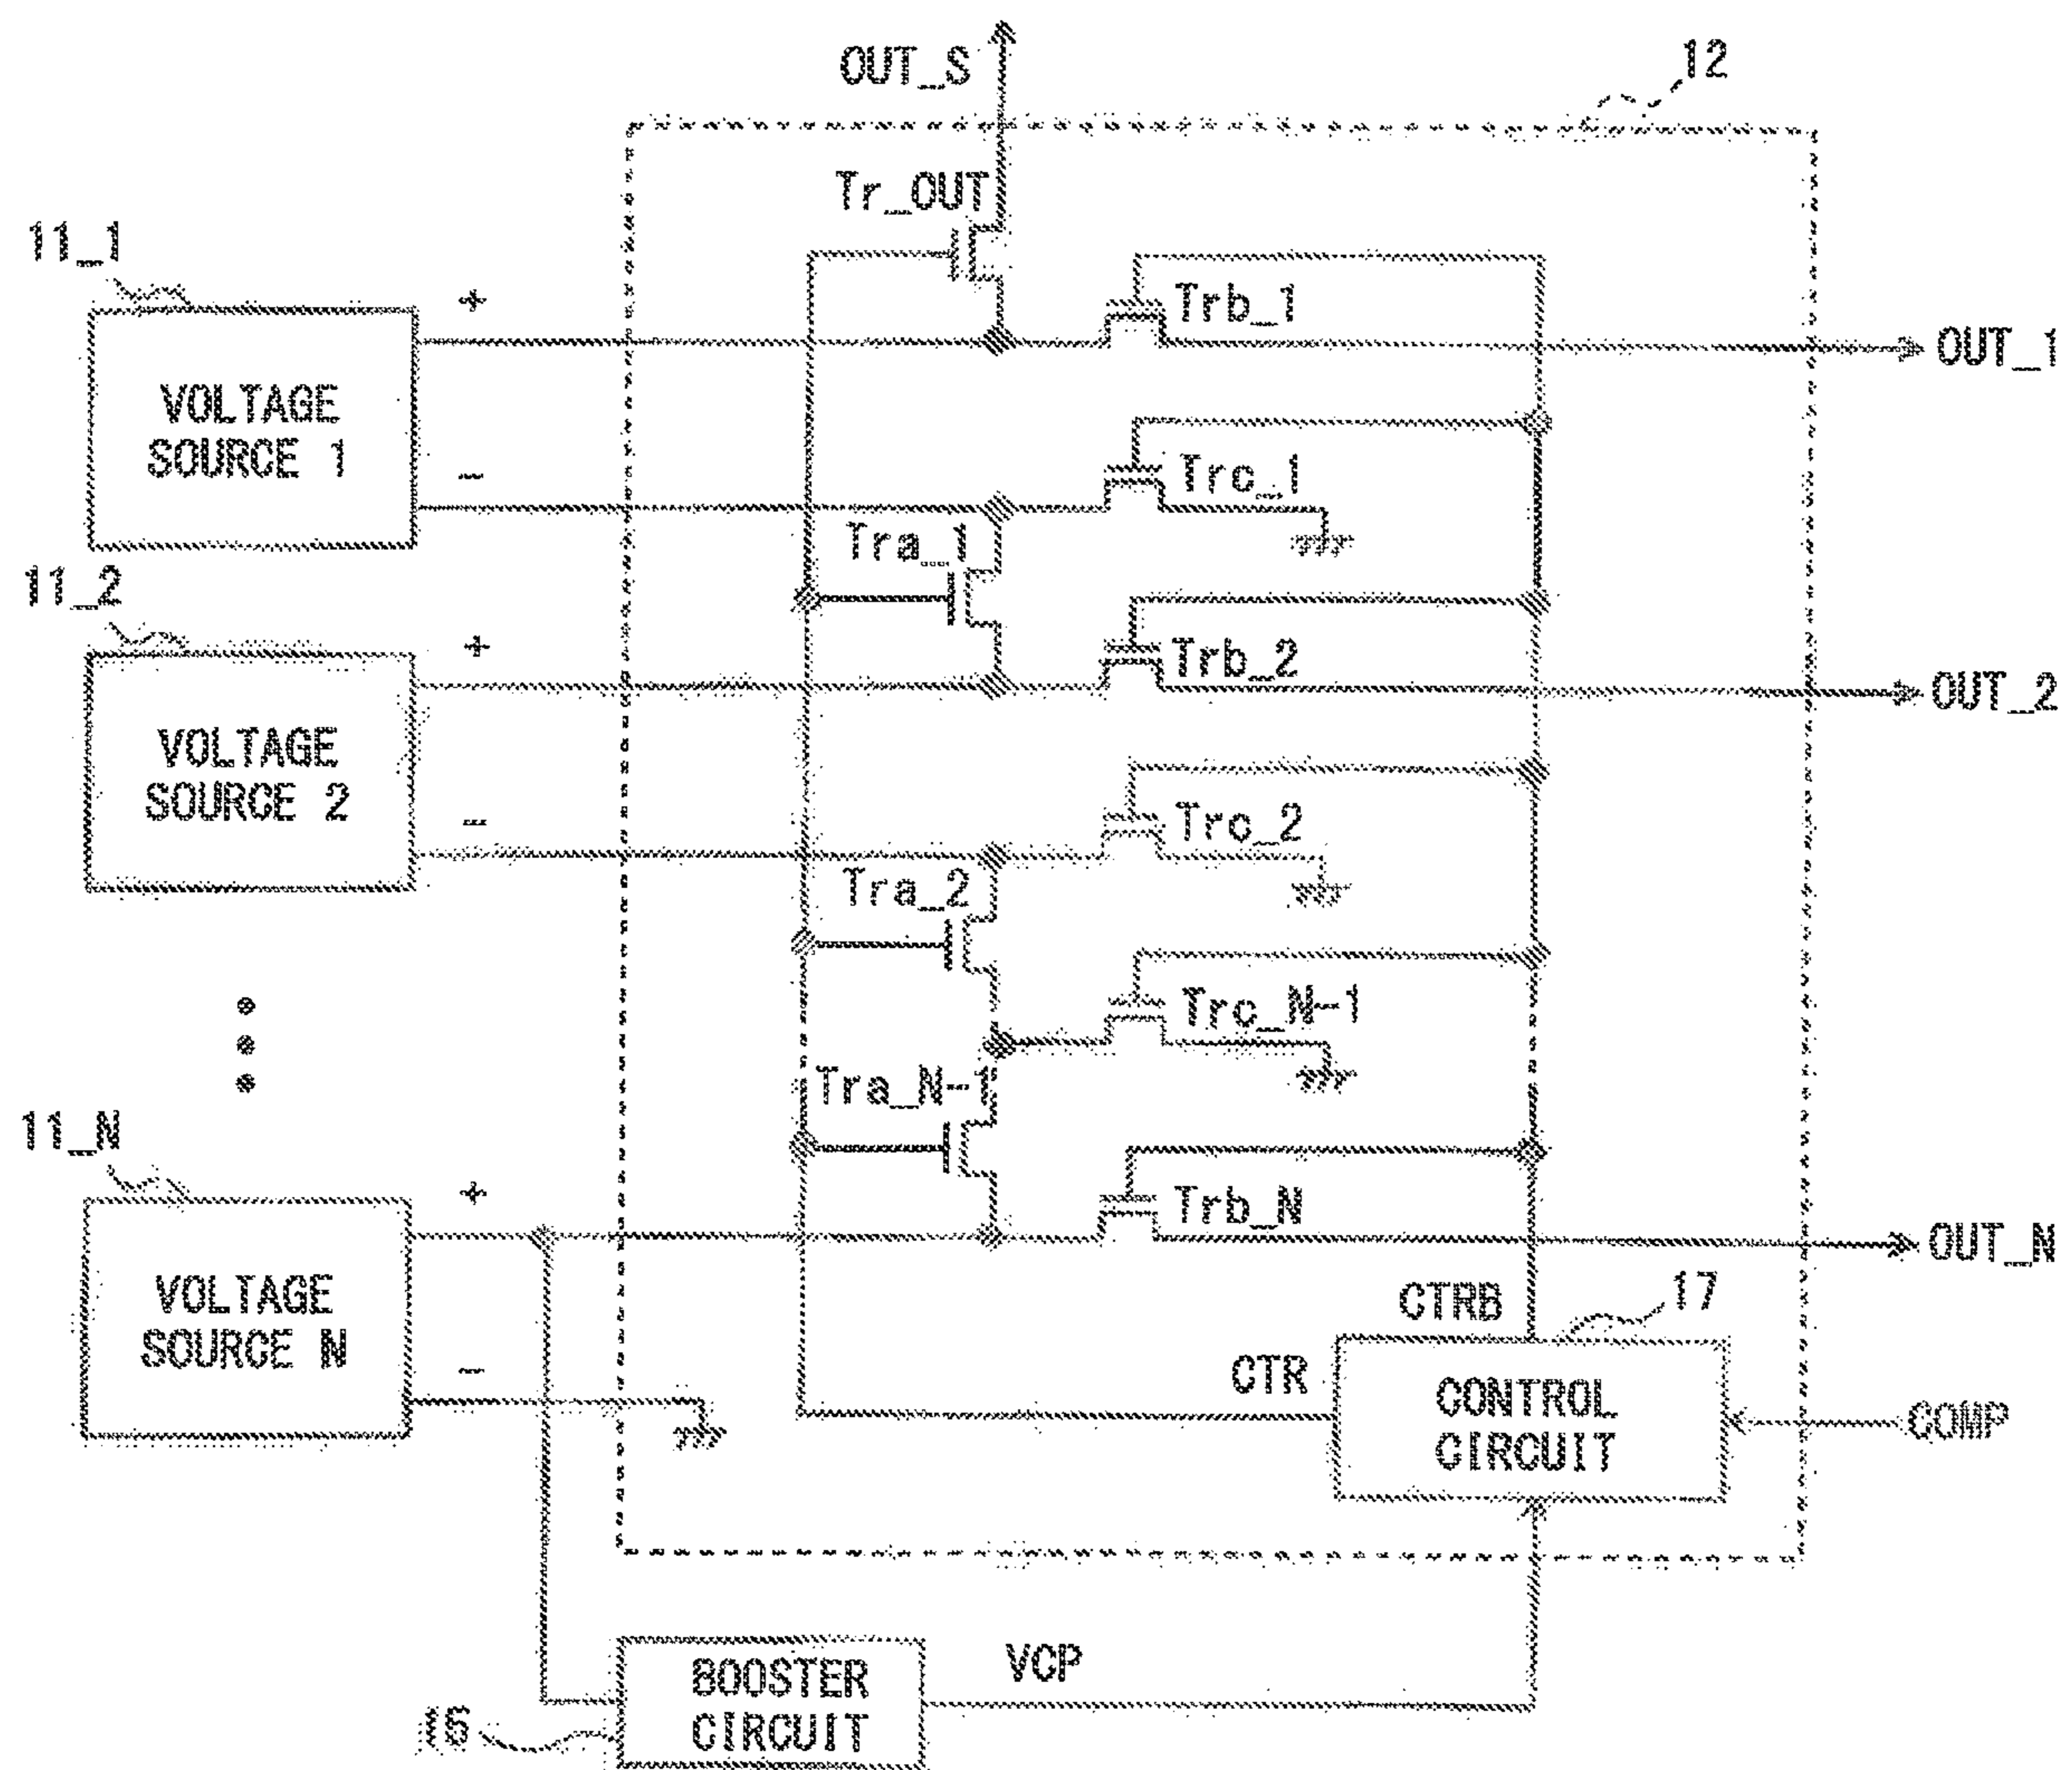 OUT_S
12
Tr_OUT
11_1
+
Trb_1
VOLTAGE
SOURCE 1
OUT_1
-
Trc_1
Tra_1
11_2
+
Trb_2
OUT_2
VOLTAGE
SOURCE 2
-
Trc_2
Tra_2
Trc_N-1
Tra_N-1
11_N
+
Trb_N
OUT_N
VOLTAGE
SOURCE N
-
CTRB
17
CTR
CONTROL
CIRCUIT
COMP
BOOSTER
CIRCUIT
VCP
16